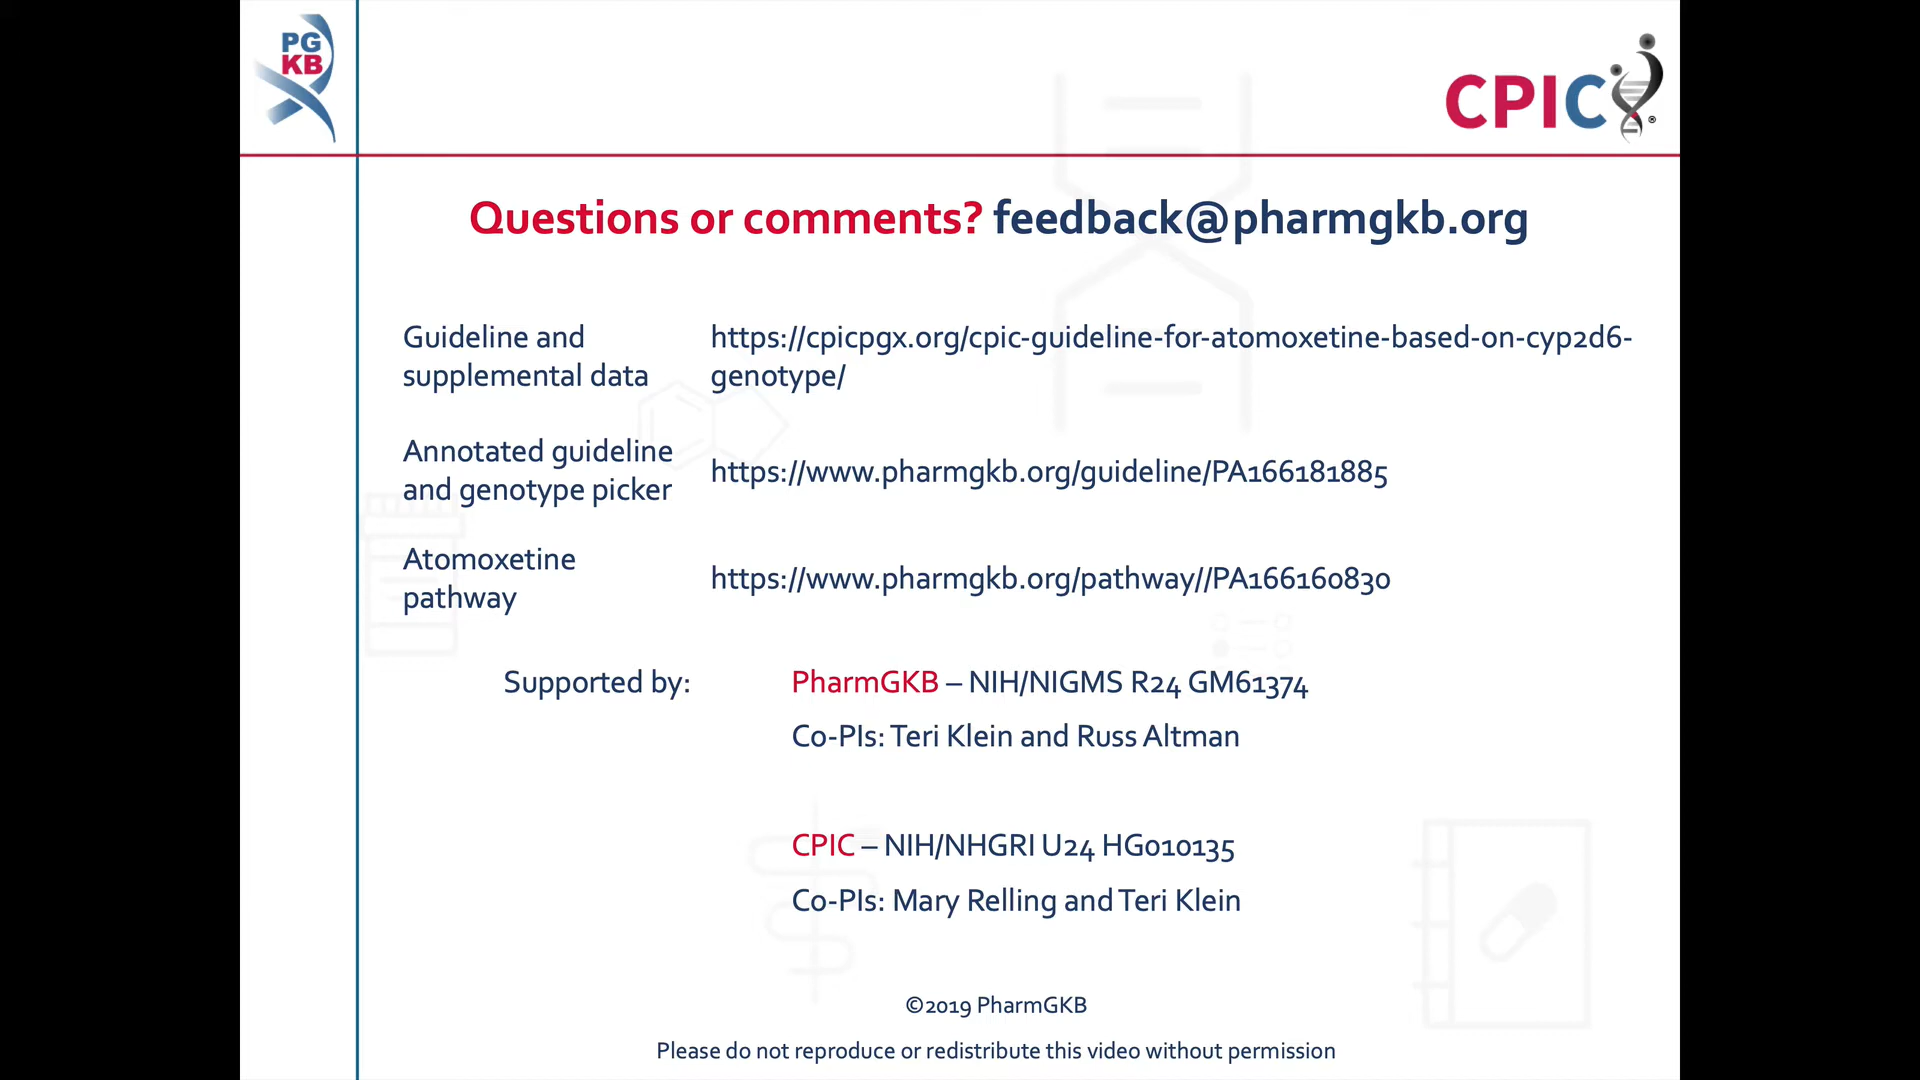 PG
KB
CPIC®
Questions or comments? feedback@pharmgkb.org
Guideline and
supplemental data
https://cpicpgx.org/cpic-guideline-for-atomoxetine-based-on-cyp2d6-
genotype/
Annotated guideline
and genotype picker
https://www.pharmgkb.org/guideline/PA166181885
Atomoxetine
pathway
https://www.pharmgkb.org/pathway//PA166160830
Supported by:
PharmGKB – NIH/NIGMS R24 GM61374
Co-PIs: Teri Klein and Russ Altman
CPIC – NIH/NHGRI U24 HG010135
Co-PIs: Mary Relling and Teri Klein
©2019 PharmGKB
Please do not reproduce or redistribute this video without permission